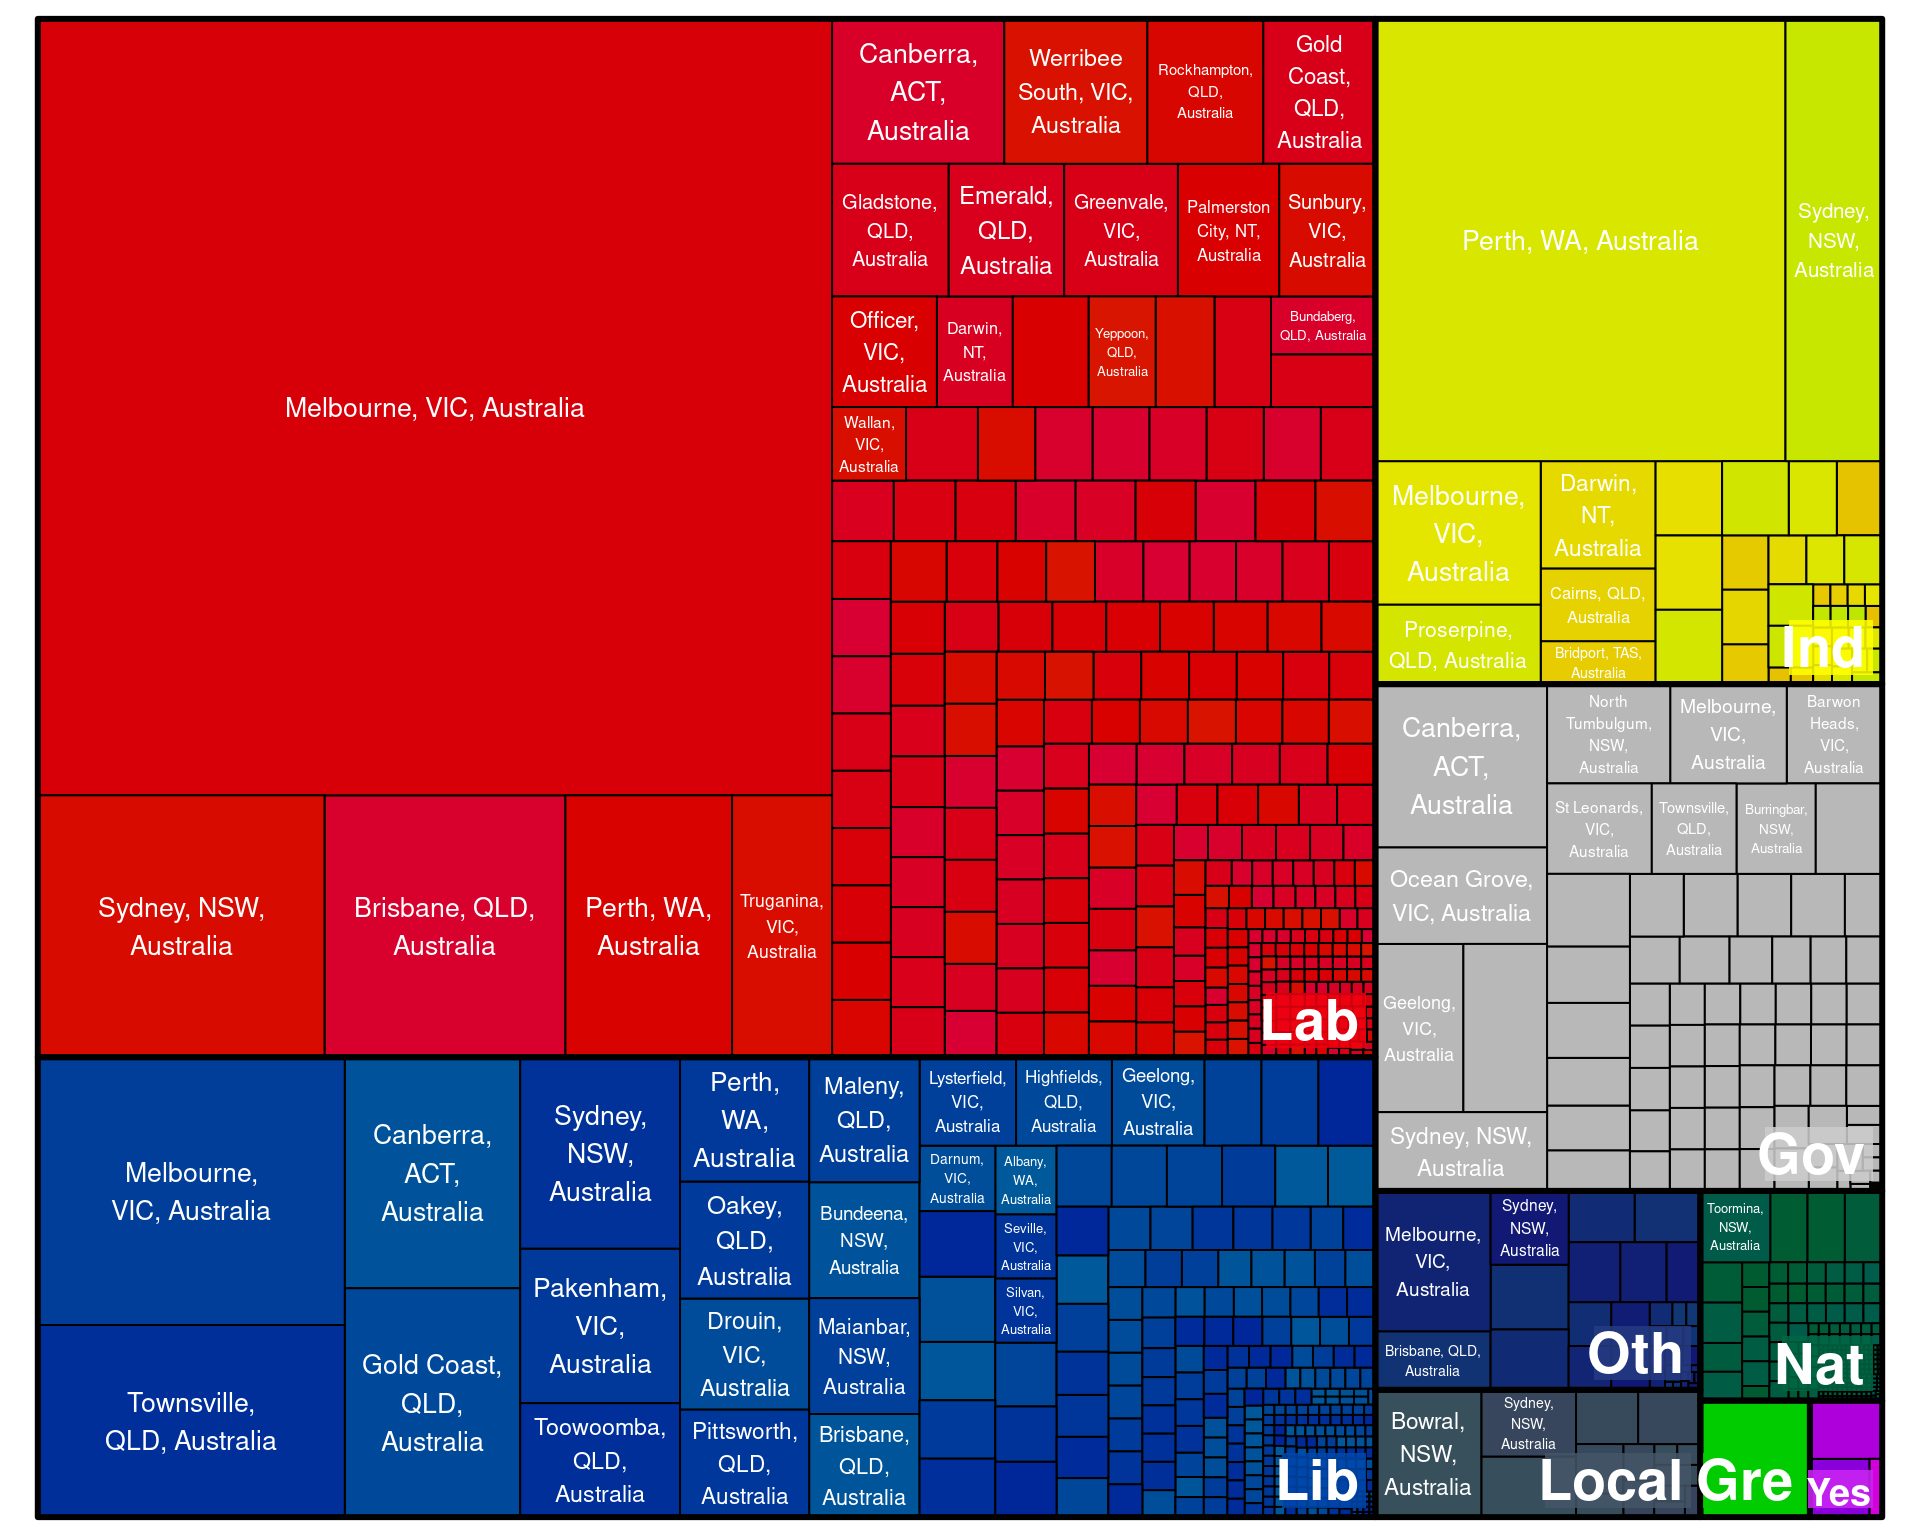 Melbourne, VIC, Australia
Sydney, NSW,
Australia
Brisbane, QLD,
Australia
Perth, WA,
Australia
Truganina,
VIC,
Australia
Canberra,
ACT,
Australia
Werribee
South, VIC,
Australia
Rockhampton,
QLD,
Australia
Gold
Coast,
QLD,
Australia
Gladstone,
QLD,
Australia
Emerald,
QLD,
Australia
Greenvale,
VIC,
Australia
Palmerston
City, NT,
Australia
Sunbury,
VIC,
Australia
Officer,
VIC,
Australia
Darwin,
NT,
Australia
Yeppoon,
QLD,
Australia
Bundaberg,
QLD, Australia
Wallan,
VIC,
Australia
Lab
Melbourne,
VIC, Australia
Townsville,
QLD, Australia
Canberra,
ACT,
Australia
Gold Coast,
QLD,
Australia
Sydney,
NSW,
Australia
Pakenham,
VIC,
Australia
Toowoomba,
QLD,
Australia
Perth,
WA,
Australia
Oakey,
QLD,
Australia
Drouin,
VIC,
Australia
Pittsworth,
QLD,
Australia
Maleny,
QLD,
Australia
Bundeena,
NSW,
Australia
Maianbar,
NSW,
Australia
Brisbane,
QLD,
Australia
Lysterfield,
VIC,
Australia
Highfields,
QLD,
Australia
Geelong,
VIC,
Australia
Darnum,
VIC,
Australia
Albany,
WA,
Australia
Seville,
VIC,
Australia
Silvan,
VIC,
Australia
Lib
Perth, WA, Australia
Sydney,
NSW,
Australia
Melbourne,
VIC,
Australia
Proserpine,
QLD, Australia
Darwin,
NT,
Australia
Cairns, QLD,
Australia
Bridport, TAS,
Australia
Ind
Canberra,
ACT,
Australia
Ocean Grove,
VIC, Australia
Geelong,
VIC,
Australia
Sydney, NSW,
Australia
North
Tumbulgum,
NSW,
Australia
Melbourne,
VIC,
Australia
Barwon
Heads,
VIC,
Australia
St Leonards,
VIC,
Australia
Townsville,
QLD,
Australia
Burringbar,
NSW,
Australia
Gov
Melbourne,
VIC,
Australia
Brisbane, QLD,
Australia
Sydney,
NSW,
Australia
Oth
Toormina,
NSW,
Australia
Nat
Bowral,
NSW,
Australia
Sydney,
NSW,
Australia
Local
Gre
Yes